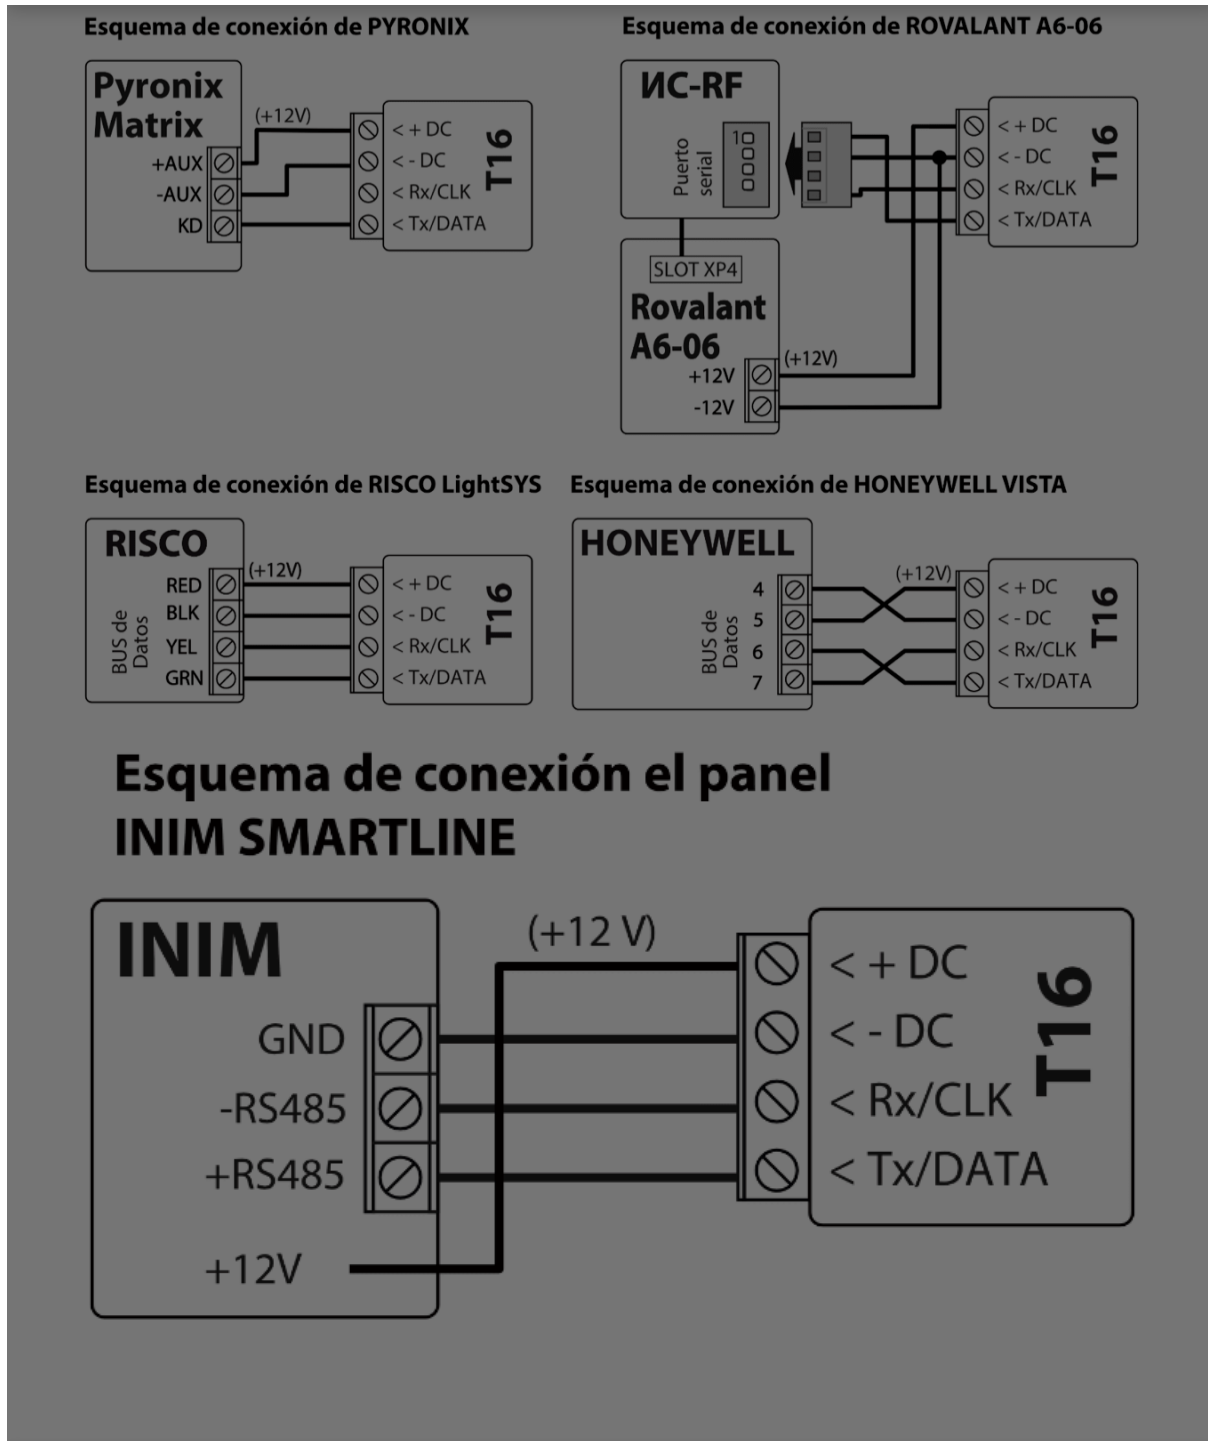 Esquema de conexión de PYRONIX
Pyronix
Matrix
+AUX
-AUX
KD
(+12V)
< + DC
< - DC
< Rx/CLK
< Tx/DATA
T16
Esquema de conexión de ROVALANT A6-06
ИC-RF
Puerto
serial
1
SLOT XP4
Rovalant
A6-06
+12V
-12V
(+12V)
< + DC
< - DC
< Rx/CLK
< Tx/DATA
T16
Esquema de conexión de RISCO LightSYS
RISCO
BUS de
Datos
RED
BLK
YEL
GRN
(+12V)
< + DC
< - DC
< Rx/CLK
< Tx/DATA
T16
Esquema de conexión de HONEYWELL VISTA
HONEYWELL
BUS de
Datos
4
5
6
7
(+12V)
< + DC
< - DC
< Rx/CLK
< Tx/DATA
T16
Esquema de conexión el panel
INIM SMARTLINE
INIM
GND
-RS485
+RS485
+12V
(+12 V)
< + DC
< - DC
< Rx/CLK
< Tx/DATA
T16